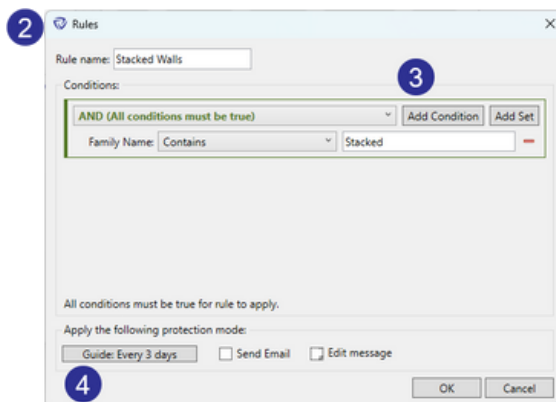 2
Rules
Rule name: Stacked Walls
Conditions:
3
AND (All conditions must be true) Add Condition Add Set
Family Name: Contains Stacked
All conditions must be true for rule to apply.
Apply the following protection mode:
Guide: Every 3 days Send Email Edit message
4
OK Cancel